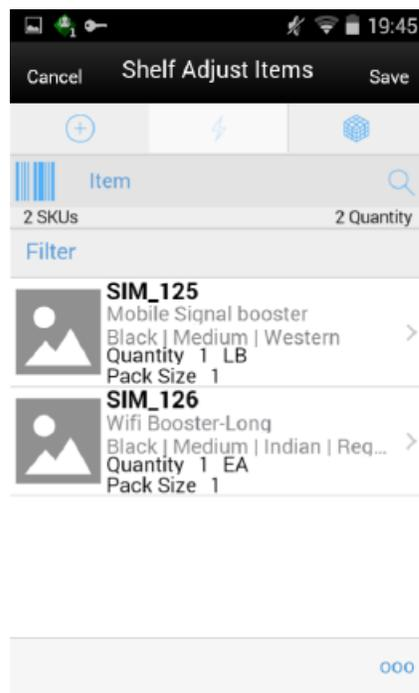 1 19:45
Cancel Shelf Adjust Items Save
Item
2 SKUs 2 Quantity
Filter
SIM_125
Mobile Signal booster
Black | Medium | Western
Quantity 1 LB
Pack Size 1
SIM_126
Wifi Booster-Long
Black | Medium | Indian | Reg...
Quantity 1 EA
Pack Size 1
ooo